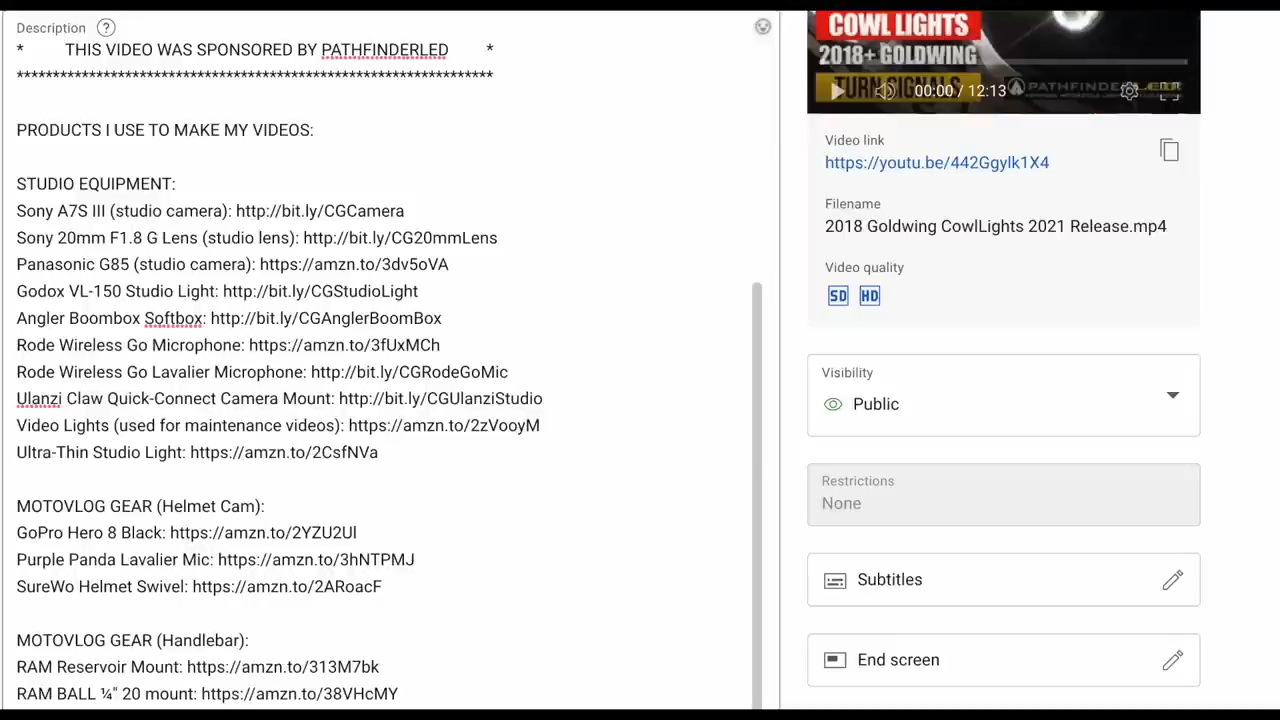 Description ?
* THIS VIDEO WAS SPONSORED BY PATHFINDERLED *
******************************************************************
PRODUCTS I USE TO MAKE MY VIDEOS:
STUDIO EQUIPMENT:
Sony A7S III (studio camera): http://bit.ly/CGCamera
Sony 20mm F1.8 G Lens (studio lens): http://bit.ly/CG20mmLens
Panasonic G85 (studio camera): https://amzn.to/3dv5oVA
Godox VL-150 Studio Light: http://bit.ly/CGStudioLight
Angler Boombox Softbox: http://bit.ly/CGAnglerBoomBox
Rode Wireless Go Microphone: https://amzn.to/3fUxMCh
Rode Wireless Go Lavalier Microphone: http://bit.ly/CGRodeGoMic
Ulanzi Claw Quick-Connect Camera Mount: http://bit.ly/CGUlanziStudio
Video Lights (used for maintenance videos): https://amzn.to/2zVooyM
Ultra-Thin Studio Light: https://amzn.to/2CsfNVa
MOTOVLOG GEAR (Helmet Cam):
GoPro Hero 8 Black: https://amzn.to/2YZU2Ul
Purple Panda Lavalier Mic: https://amzn.to/3hNTPMJ
SureWo Helmet Swivel: https://amzn.to/2ARoacF
MOTOVLOG GEAR (Handlebar):
RAM Reservoir Mount: https://amzn.to/313M7bk
RAM BALL ¼" 20 mount: https://amzn.to/38VHcMY
COWL LIGHTS
2018+ GOLDWING
TURN SIGNALS
PATHFINDERLED
00:00 / 12:13
Video link
https://youtu.be/442Ggylk1X4
Filename
2018 Goldwing CowlLights 2021 Release.mp4
Video quality
SD HD
Visibility
Public
Restrictions
None
Subtitles
End screen